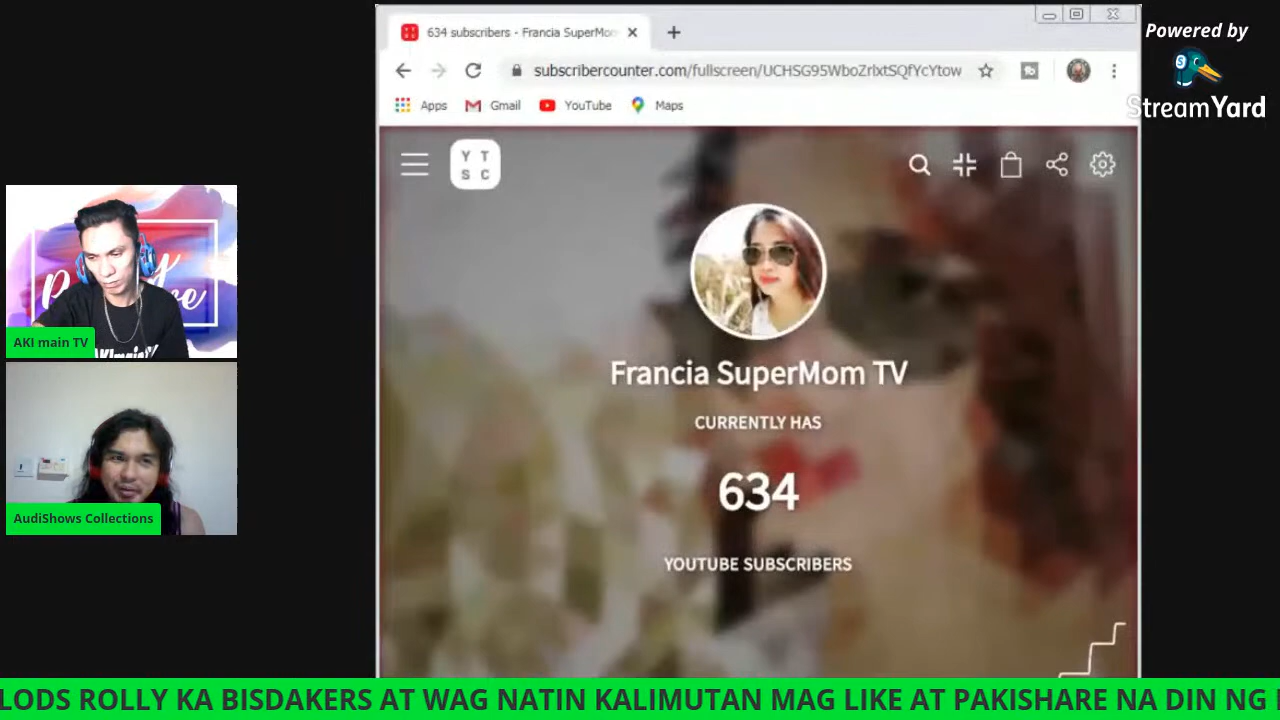 634 subscribers - Francia SuperMom
subscribercounter.com/fullscreen/UCHSG95WboZrlxtSQfYcYtow
Apps
Gmail
YouTube
Maps
Powered by
StreamYard
Y T
S C
Francia SuperMom TV
CURRENTLY HAS
634
YOUTUBE SUBSCRIBERS
AKI main TV
AudiShows Collections
LODS ROLLY KA BISDAKERS AT WAG NATIN KALIMUTAN MAG LIKE AT PAKISHARE NA DIN NG